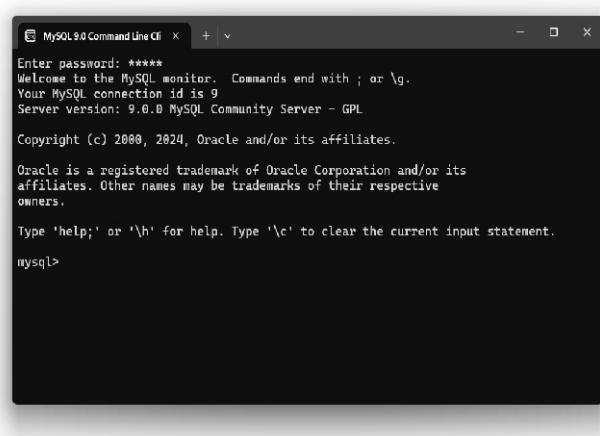 MySQL 9.0 Command Line Cli
Enter password: *****
Welcome to the MySQL monitor.  Commands end with ; or \g.
Your MySQL connection id is 9
Server version: 9.0.0 MySQL Community Server - GPL
Copyright (c) 2000, 2024, Oracle and/or its affiliates.
Oracle is a registered trademark of Oracle Corporation and/or its
affiliates. Other names may be trademarks of their respective
owners.
Type 'help;' or '\h' for help. Type '\c' to clear the current input statement.
mysql>